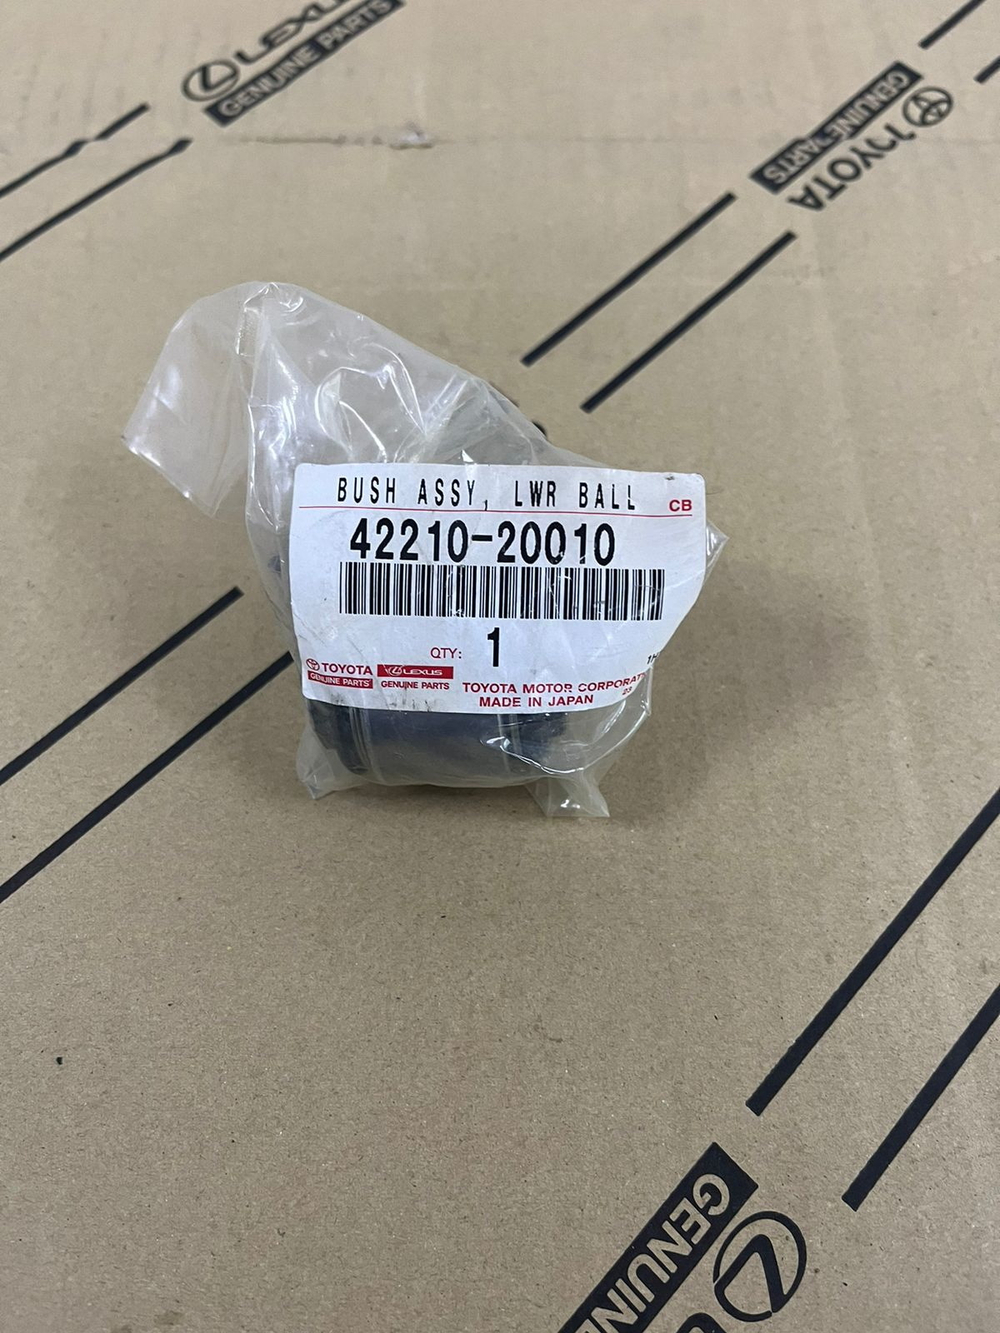 LEXUS
GENUINE PARTS
TOYOTA
GENUINE PARTS
BUSH ASSY, LWR BALL
CB
42210-20010
QTY: 1
TOYOTA
GENUINE PARTS
LEXUS
GENUINE PARTS
TOYOTA MOTOR CORPORAT
MADE IN JAPAN
GENUINE